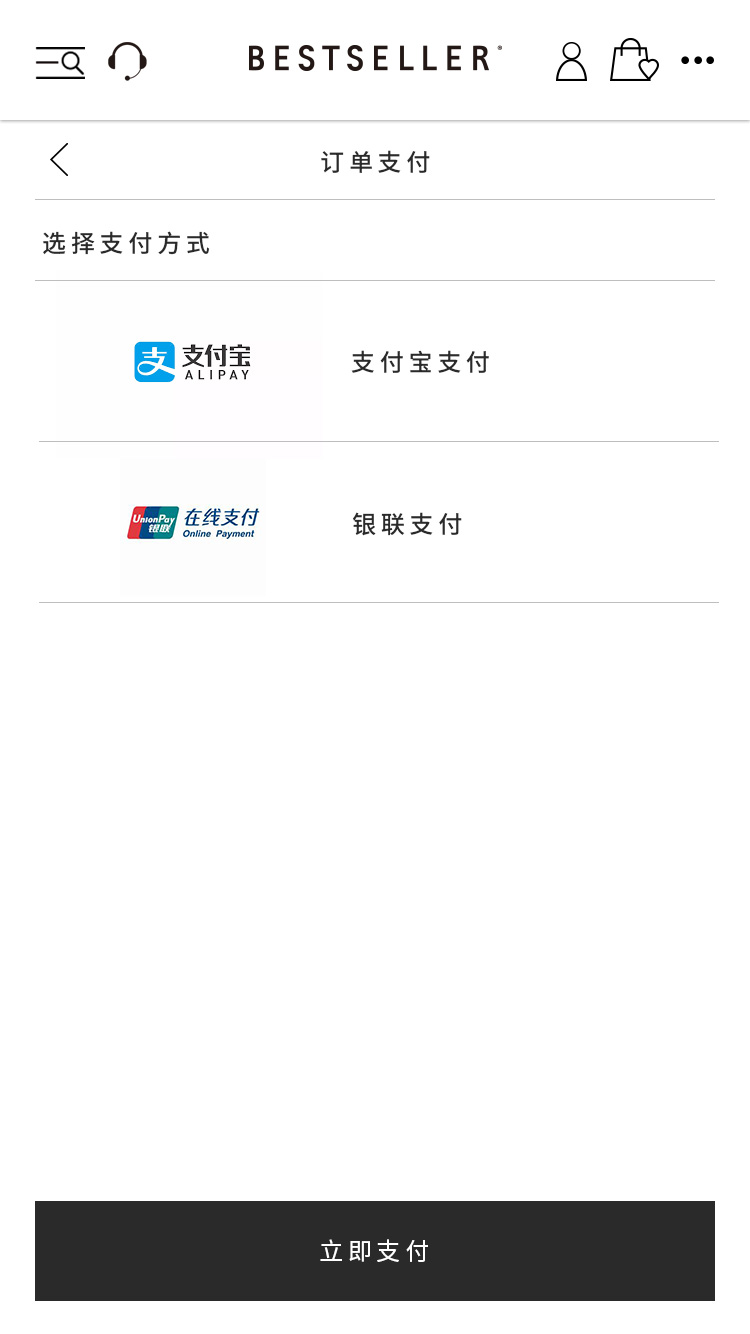 BESTSELLER®
订单支付
选择支付方式
支 支付宝 支付宝支付
ALIPAY
UnionPay 在线支付 银联支付
银联 Online Payment
立即支付